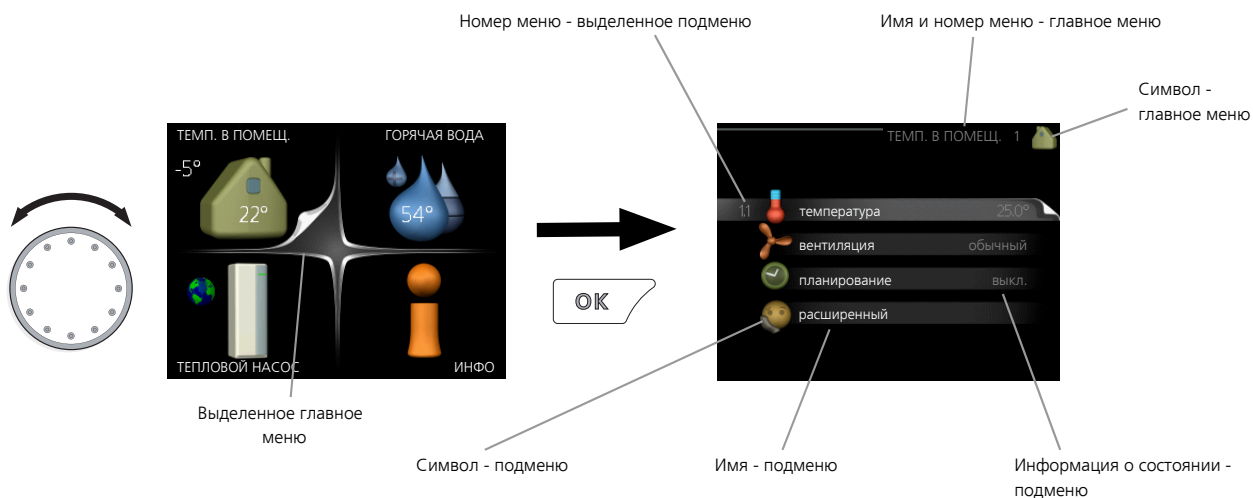 Номер меню - выделенное подменю
Имя и номер меню - главное меню
Символ -
главное меню
ТЕМП. В ПОМЕЩ.
ГОРЯЧАЯ ВОДА
-5°
22°
54°
ТЕПЛОВОЙ НАСОС
ИНФО
OK
ТЕМП. В ПОМЕЩ. 1
1.1 температура 25.0°
вентиляция обычный
планирование выкл.
расширенный
Выделенное главное
меню
Символ - подменю
Имя - подменю
Информация о состоянии -
подменю